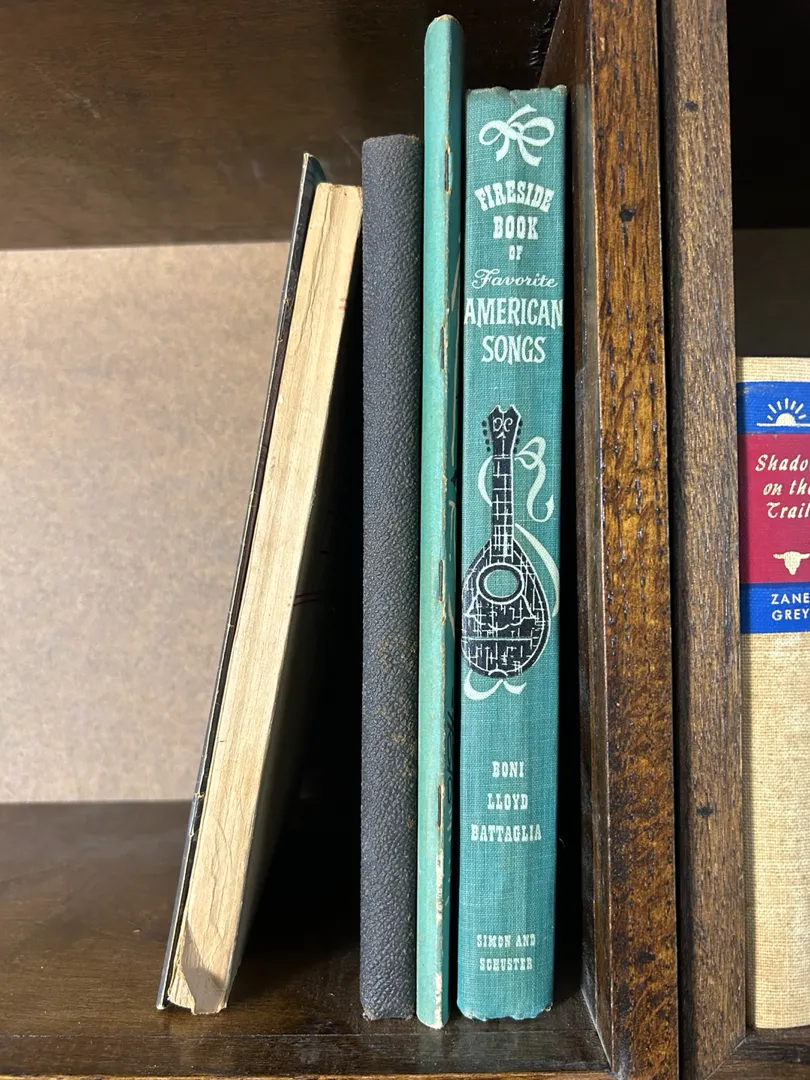 FIRESIDE
BOOK
OF
Favorite
AMERICAN
SONGS
BONI
LLOYD
BATTAGLIA
SIMON AND
SCHUSTER
Shado
on the
Trail
ZANE
GREY